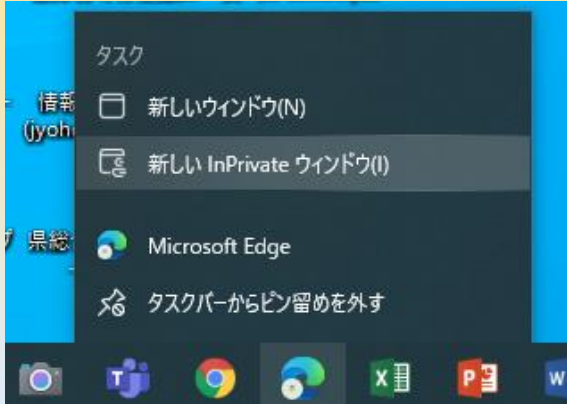 タスク
新しいウィンドウ(N)
情報
新しい InPrivate ウィンドウ(I)
県総
Microsoft Edge
タスクバーからピン留めを外す